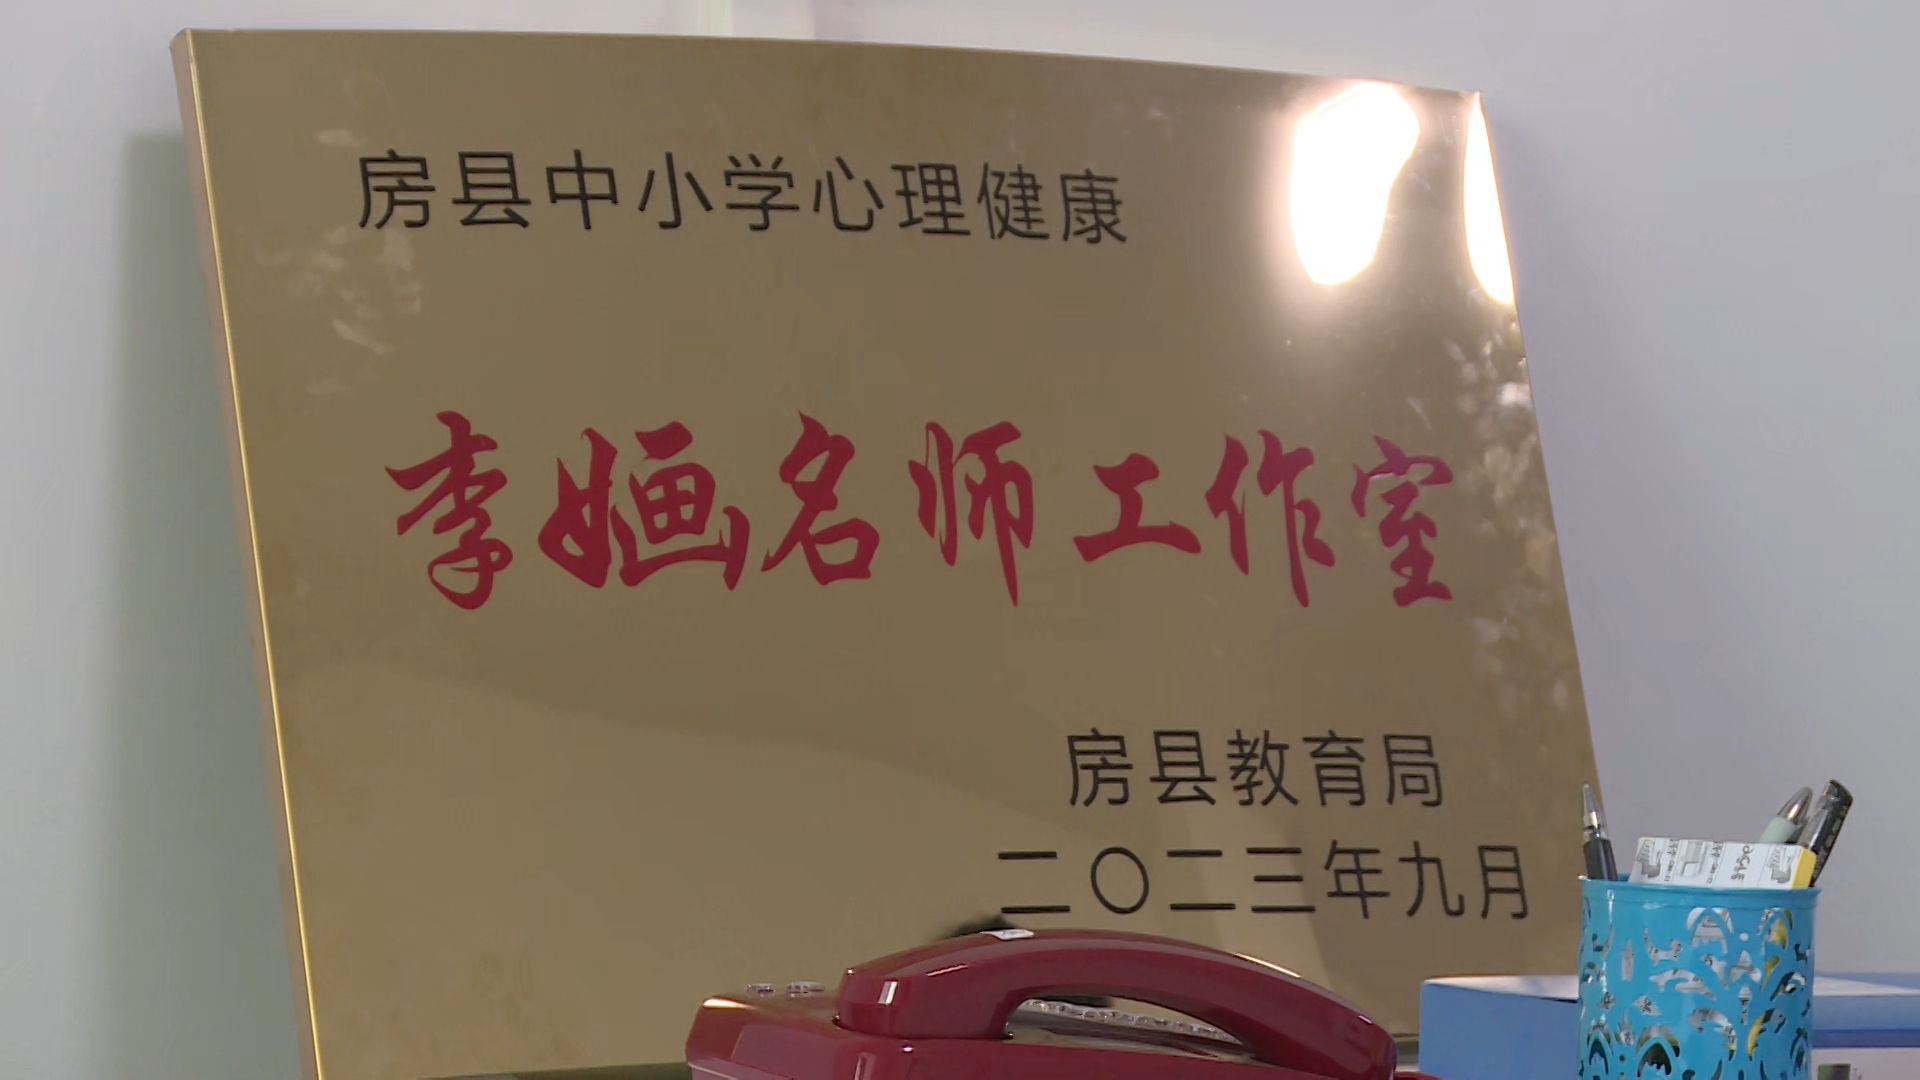 房县中小学心理健康
李婳名师工作室
房县教育局
二〇二三年九月